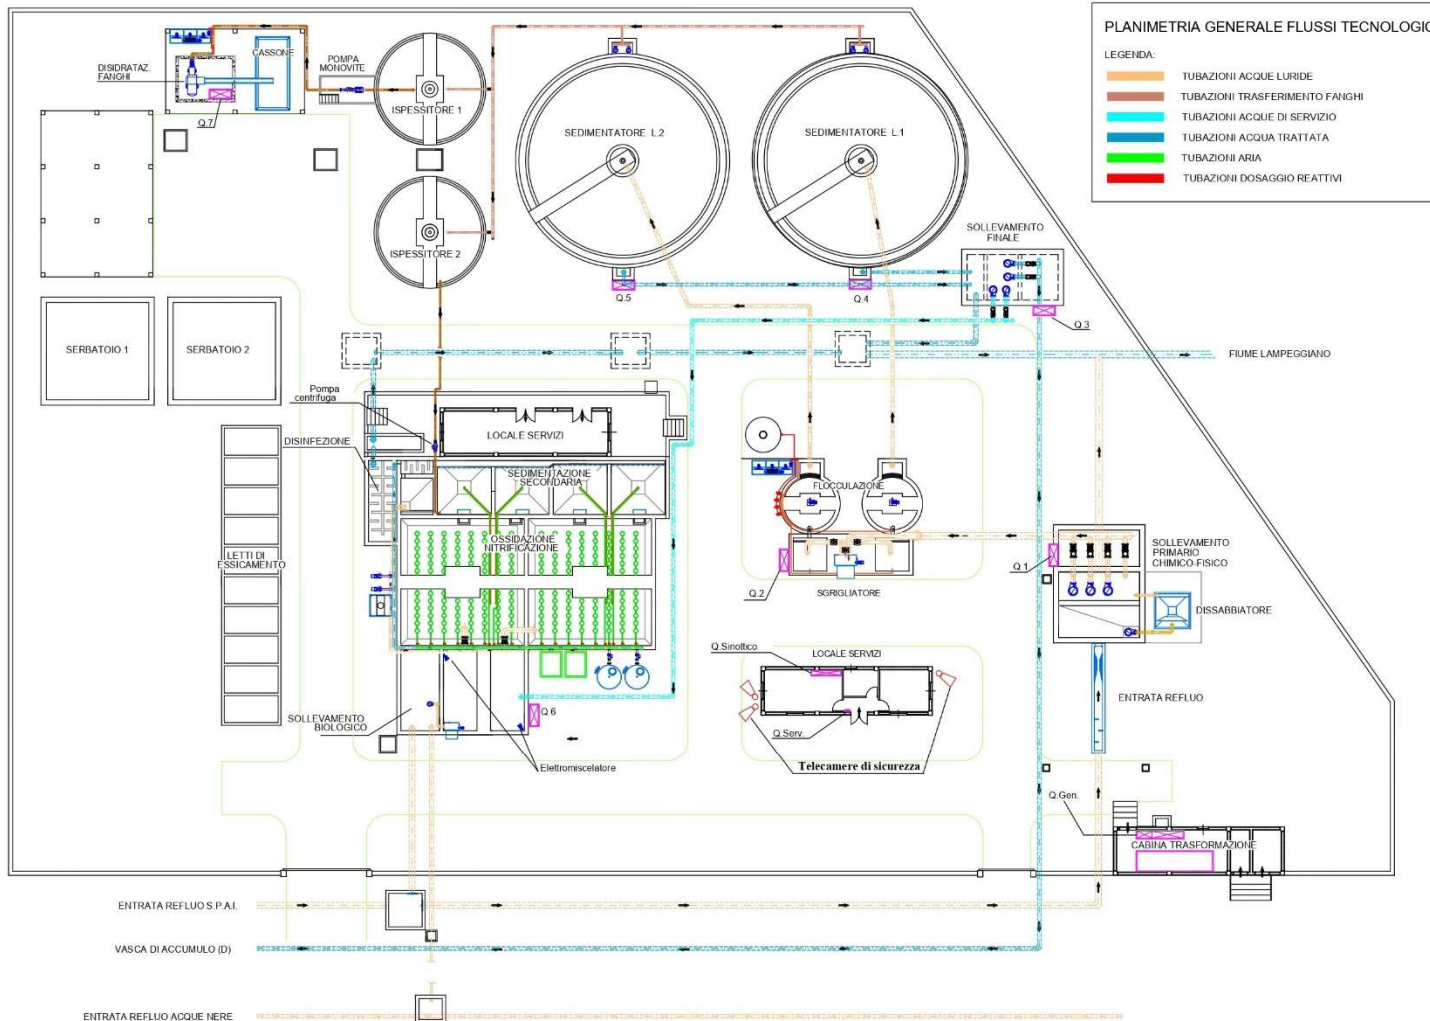 PLANIMETRIA GENERALE FLUSSI TECNOLOGIC
LEGENDA:
TUBAZIONI ACQUE LURIDE
TUBAZIONI TRASFERIMENTO FANGHI
TUBAZIONI ACQUE DI SERVIZIO
TUBAZIONI ACQUA TRATTATA
TUBAZIONI ARIA
TUBAZIONI DOSAGGIO REATTIVI
DISIDRATAZ.
FANGHI
CASSONE
Q.7
POMPA
MONOVITE
ISPESSITORE 1
ISPESSITORE 2
SEDIMENTATORE L.2
SEDIMENTATORE L.1
SOLLEVAMENTO
FINALE
Q.5
Q.4
Q.3
SERBATOIO 1
SERBATOIO 2
FIUME LAMPEGGIANO
Pompa
centrifuga
DISINFEZIONE
LOCALE SERVIZI
SEDIMENTAZIONE
SECONDARIA
OSSIDAZIONE
NITRIFICAZIONE
FLOCCULAZIONE
LETTI DI
ESSICAMENTO
Q.2
SGRIGLIATORE
Q.1
SOLLEVAMENTO
PRIMARIO
CHIMICO-FISICO
DISSABBIATORE
Q.Sinottico
LOCALE SERVIZI
ENTRATA REFLUO
SOLLEVAMENTO
BIOLOGICO
Q.6
Q.Serv.
Elettromiscelatore
Telecamere di sicurezza
Q.Gen.
CABINA TRASFORMAZIONE
ENTRATA REFLUO S.P.A.I.
VASCA DI ACCUMULO (D)
ENTRATA REFLUO ACQUE NERE